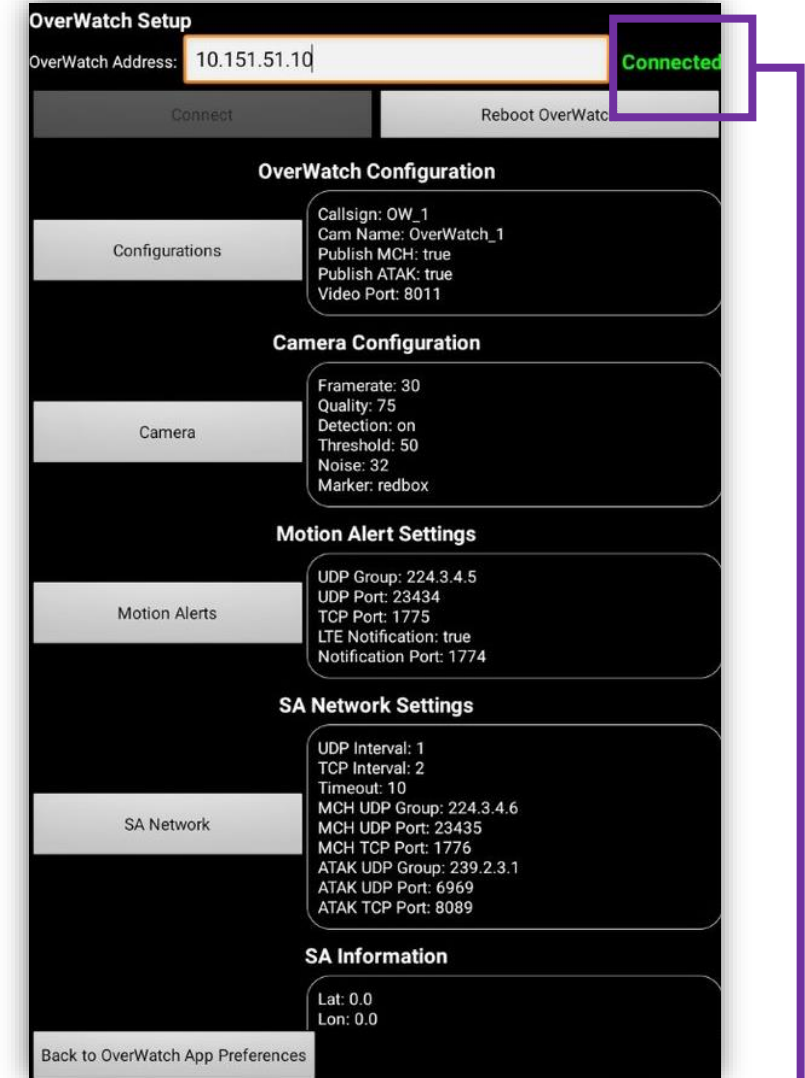 OverWatch Setup
OverWatch Address: 10.151.51.10 Connected
Connect Reboot OverWatc
OverWatch Configuration
Configurations
Callsign: OW_1
Cam Name: OverWatch_1
Publish MCH: true
Publish ATAK: true
Video Port: 8011
Camera Configuration
Camera
Framerate: 30
Quality: 75
Detection: on
Threshold: 50
Noise: 32
Marker: redbox
Motion Alert Settings
Motion Alerts
UDP Group: 224.3.4.5
UDP Port: 23434
TCP Port: 1775
LTE Notification: true
Notification Port: 1774
SA Network Settings
SA Network
UDP Interval: 1
TCP Interval: 2
Timeout: 10
MCH UDP Group: 224.3.4.6
MCH UDP Port: 23435
MCH TCP Port: 1776
ATAK UDP Group: 239.2.3.1
ATAK UDP Port: 6969
ATAK TCP Port: 8089
SA Information
Lat: 0.0
Lon: 0.0
Back to OverWatch App Preferences